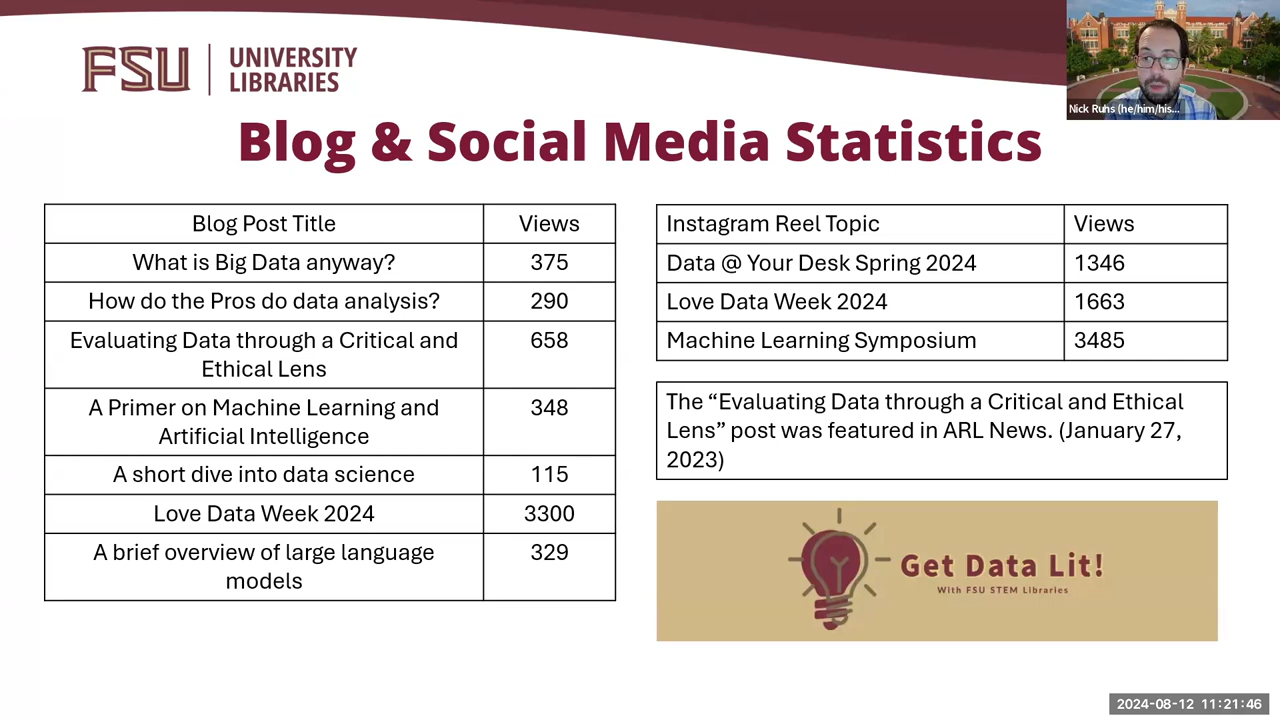 FSU
UNIVERSITY
LIBRARIES
Nick Ruhs (he/him/his...
Blog & Social Media Statistics
Blog Post Title Views
What is Big Data anyway? 375
How do the Pros do data analysis? 290
Evaluating Data through a Critical and 658
Ethical Lens
A Primer on Machine Learning and 348
Artificial Intelligence
A short dive into data science 115
Love Data Week 2024 3300
A brief overview of large language 329
models
Instagram Reel Topic Views
Data @ Your Desk Spring 2024 1346
Love Data Week 2024 1663
Machine Learning Symposium 3485
The “Evaluating Data through a Critical and Ethical
Lens” post was featured in ARL News. (January 27,
2023)
Get Data Lit!
With FSU STEM Libraries
2024-08-12 11:21:46